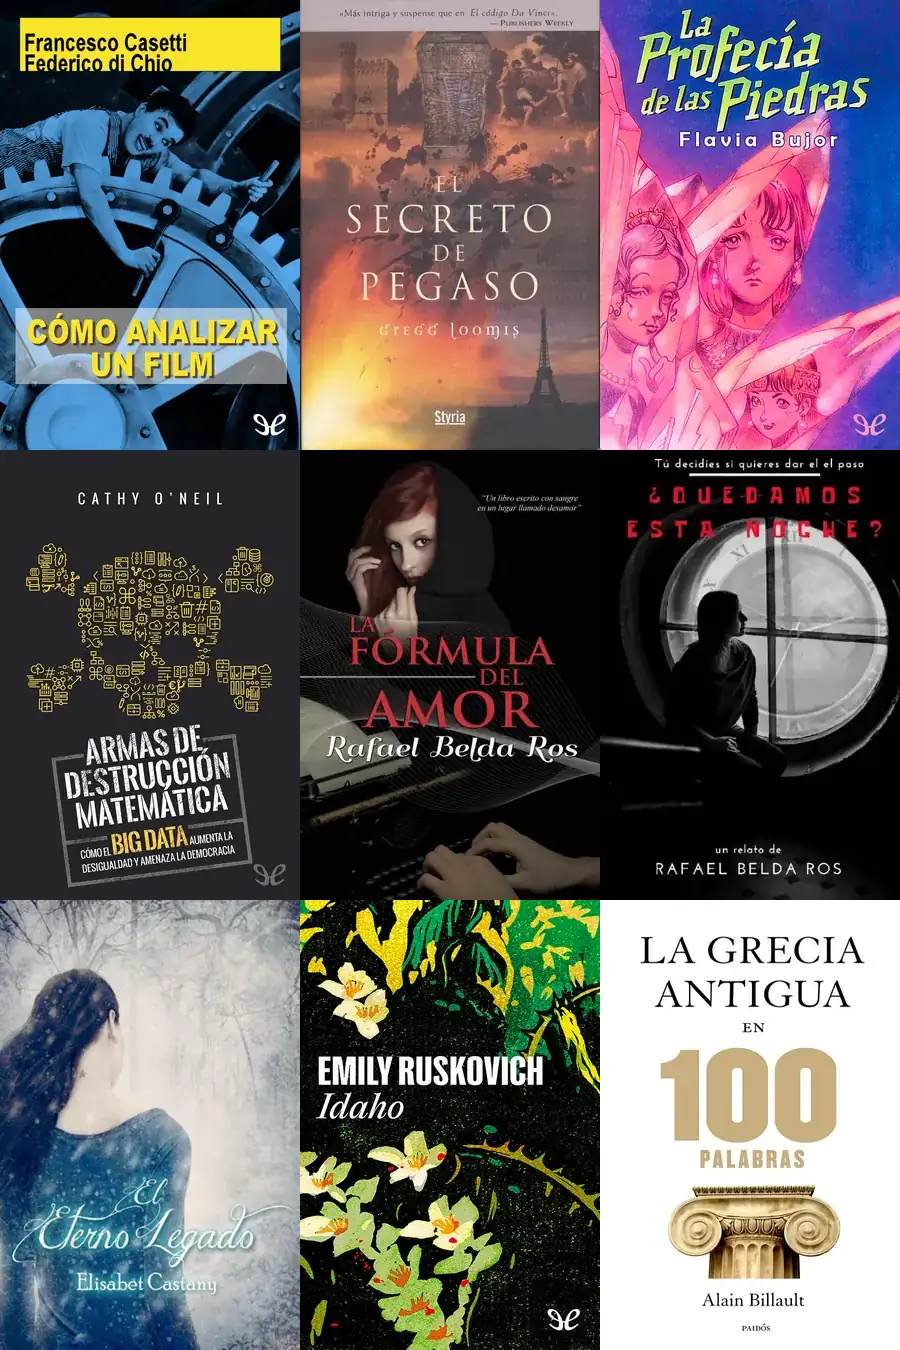 Francesco Casetti
Federico di Chio
CÓMO ANALIZAR
UN FILM
«Más intriga y suspense que en El código Da Vinci».
— Publishers Weekly
EL
SECRETO
DE
PEGASO
Gregg Loomis
Styria
La
Profecía
de las Piedras
Flavia Bujor
CATHY O'NEIL
ARMAS DE
DESTRUCCIÓN
MATEMÁTICA
CÓMO EL BIG DATA AUMENTA LA
DESIGUALDAD Y AMENAZA LA DEMOCRACIA
"Un libro escrito con sangre
en un lugar llamado desamor"
LA
FÓRMULA
DEL
AMOR
Rafael Belda Ros
Tú decidies si quieres dar el el paso
¿QUEDAMOS
ESTA NOCHE?
un relato de
RAFAEL BELDA ROS
El
Eterno Legado
Elisabet Castany
EMILY RUSKOVICH
Idaho
LA GRECIA
ANTIGUA
EN
100
PALABRAS
Alain Billault
PAIDÓS